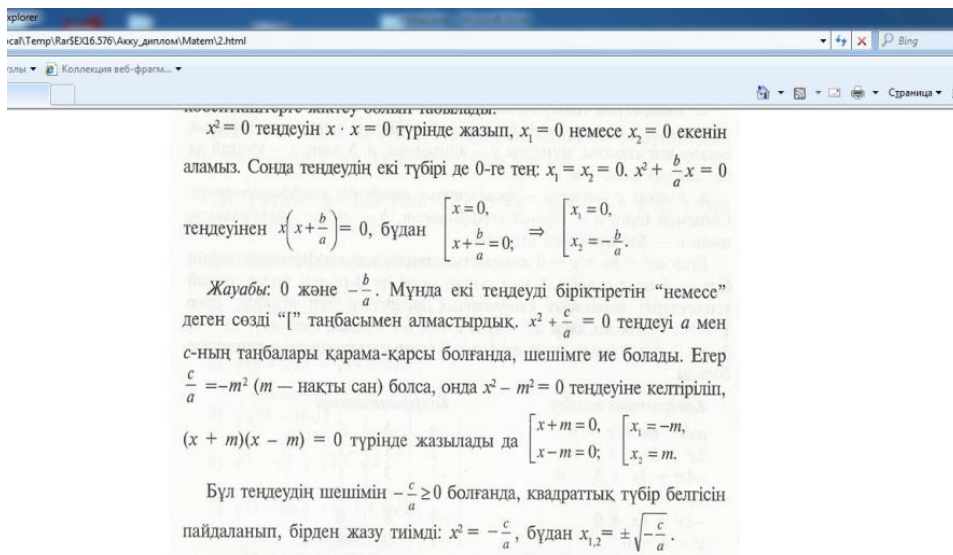 xplorer
ocal\Temp\Rar$EX16.576\Акку_диплом\Matem\2.html
Bing
узлы ▾ Коллекция веб-фрагм... ▾
Страница ▾
x² = 0 теңдеуін x · x = 0 түрінде жазып, x₁ = 0 немесе x₂ = 0 екенін
аламыз. Сонда теңдеудің екі түбірі де 0-ге тең: x₁ = x₂ = 0. x² + b/a x = 0
теңдеуінен x(x + b/a) = 0, бұдан [x = 0, x + b/a = 0; ⇒ [x₁ = 0, x₂ = −b/a.
Жауабы: 0 және −b/a. Мұнда екі теңдеуді біріктіретін “немесе”
деген сөзді “[” таңбасымен алмастырдық. x² + c/a = 0 теңдеуі a мен
c-ның таңбалары қарама-қарсы болғанда, шешімге ие болады. Егер
c/a = −m² (m — нақты сан) болса, онда x² − m² = 0 теңдеуіне келтіріліп,
(x + m)(x − m) = 0 түрінде жазылады да [x + m = 0, x − m = 0; [x₁ = −m, x₂ = m.
Бұл теңдеудің шешімін −c/a ≥ 0 болғанда, квадраттық түбір белгісін
пайдаланып, бірден жазу тиімді: x² = −c/a, бұдан x₁,₂ = ±√(−c/a).